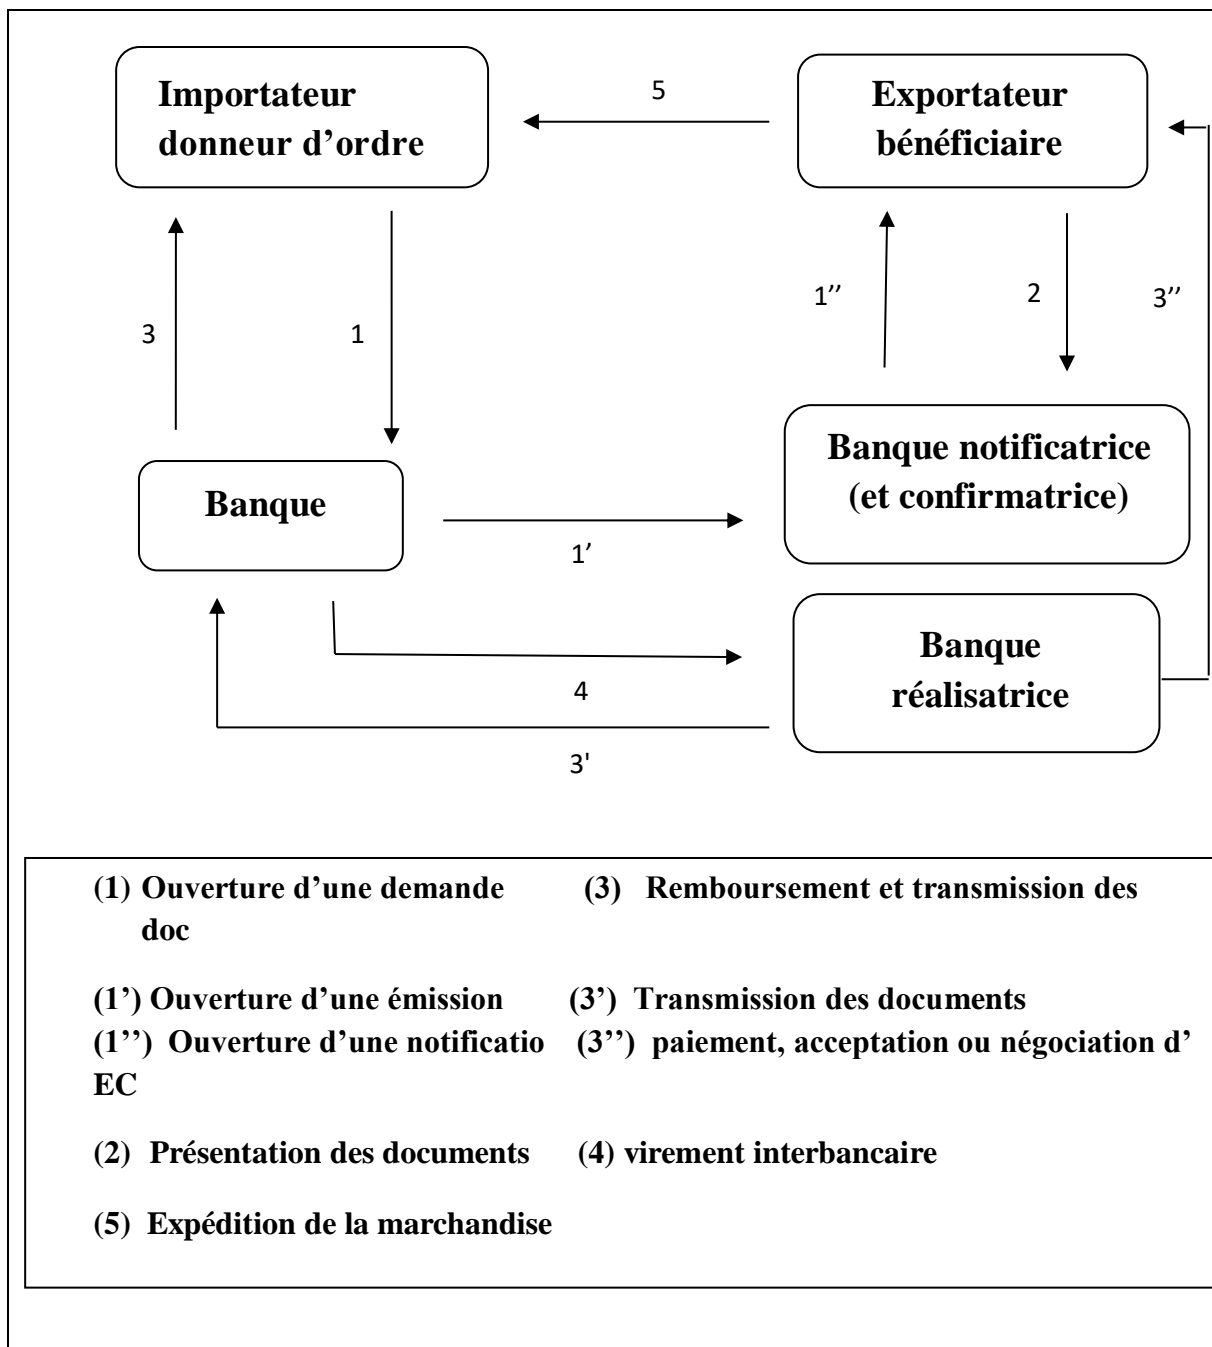 Importateur
donneur d’ordre
5
Exportateur
bénéficiaire
3
1
1’’
2
3’’
Banque
1’
Banque notificatrice
(et confirmatrice)
4
3'
Banque
réalisatrice
(1) Ouverture d’une demande (3) Remboursement et transmission des
doc
(1’) Ouverture d’une émission (3’) Transmission des documents
(1’’) Ouverture d’une notificatio (3’’) paiement, acceptation ou négociation d’
EC
(2) Présentation des documents (4) virement interbancaire
(5) Expédition de la marchandise